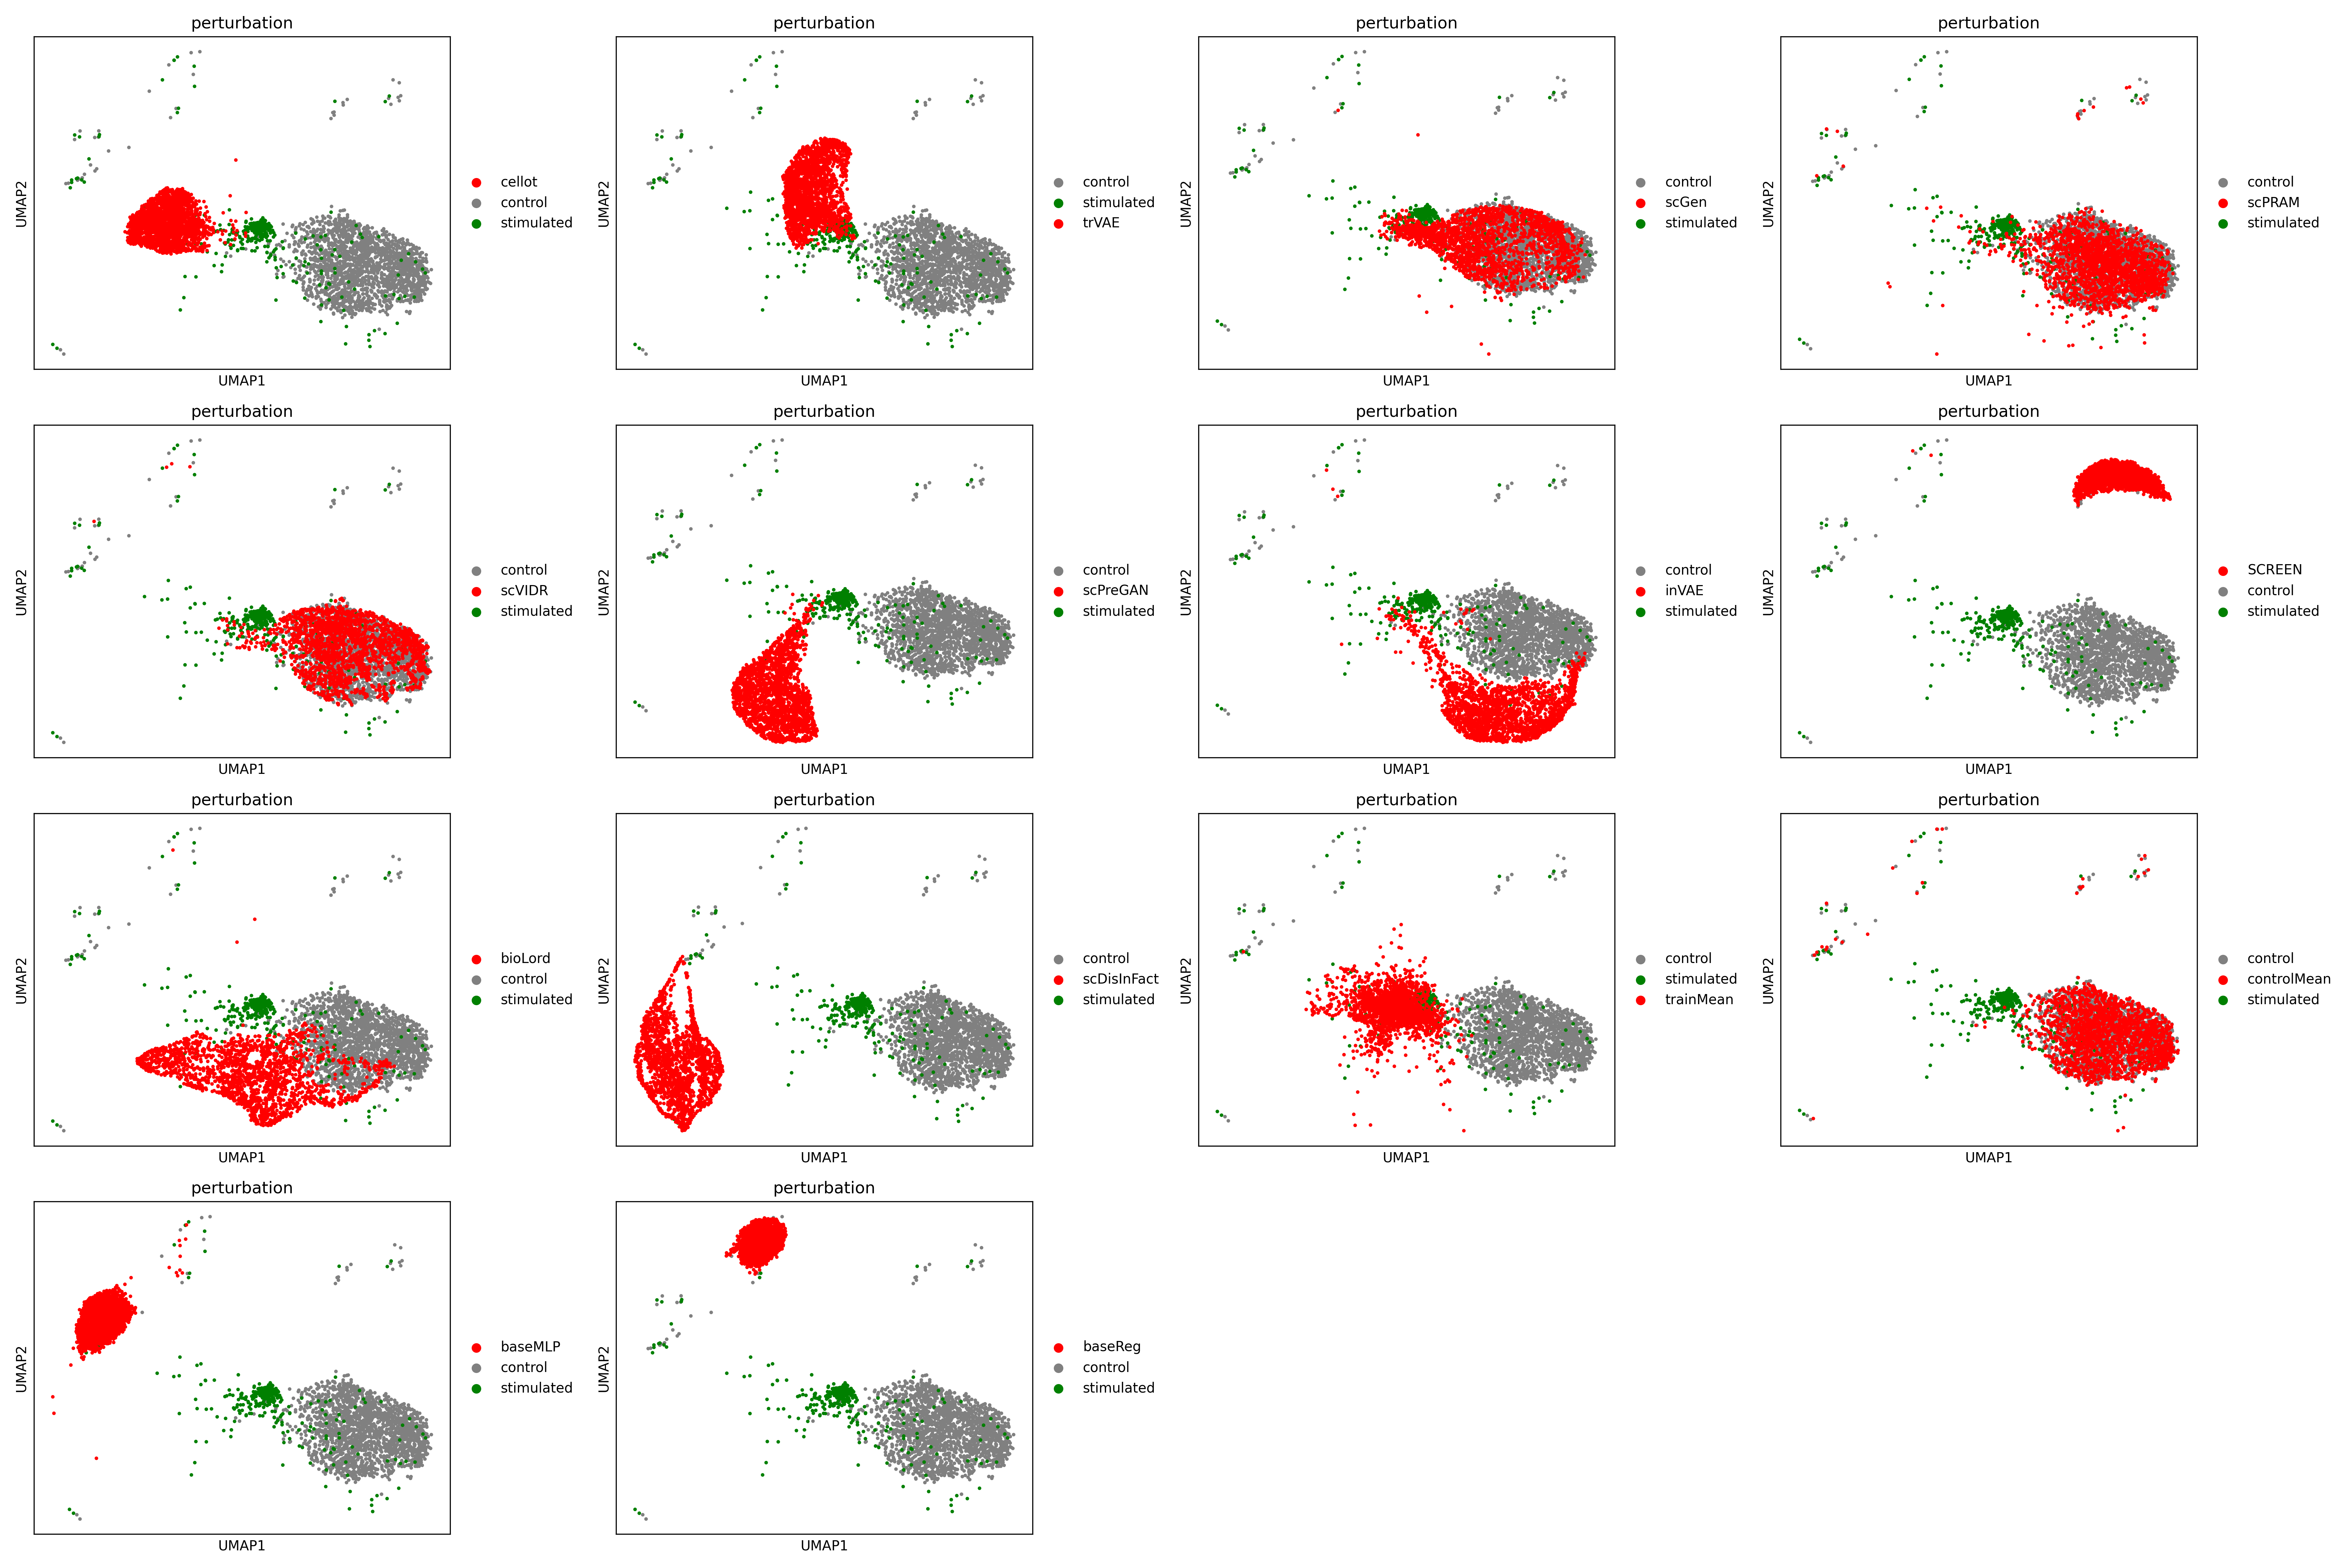 perturbation
UMAP2
UMAP1
cellot
control
stimulated
perturbation
UMAP2
UMAP1
control
stimulated
trVAE
perturbation
UMAP2
UMAP1
control
scGen
stimulated
perturbation
UMAP2
UMAP1
control
scPRAM
stimulated
perturbation
UMAP2
UMAP1
control
scVIDR
stimulated
perturbation
UMAP2
UMAP1
control
scPreGAN
stimulated
perturbation
UMAP2
UMAP1
control
inVAE
stimulated
perturbation
UMAP2
UMAP1
SCREEN
control
stimulated
perturbation
UMAP2
UMAP1
bioLord
control
stimulated
perturbation
UMAP2
UMAP1
control
scDisInFact
stimulated
perturbation
UMAP2
UMAP1
control
stimulated
trainMean
perturbation
UMAP2
UMAP1
control
controlMean
stimulated
perturbation
UMAP2
UMAP1
baseMLP
control
stimulated
perturbation
UMAP2
UMAP1
baseReg
control
stimulated